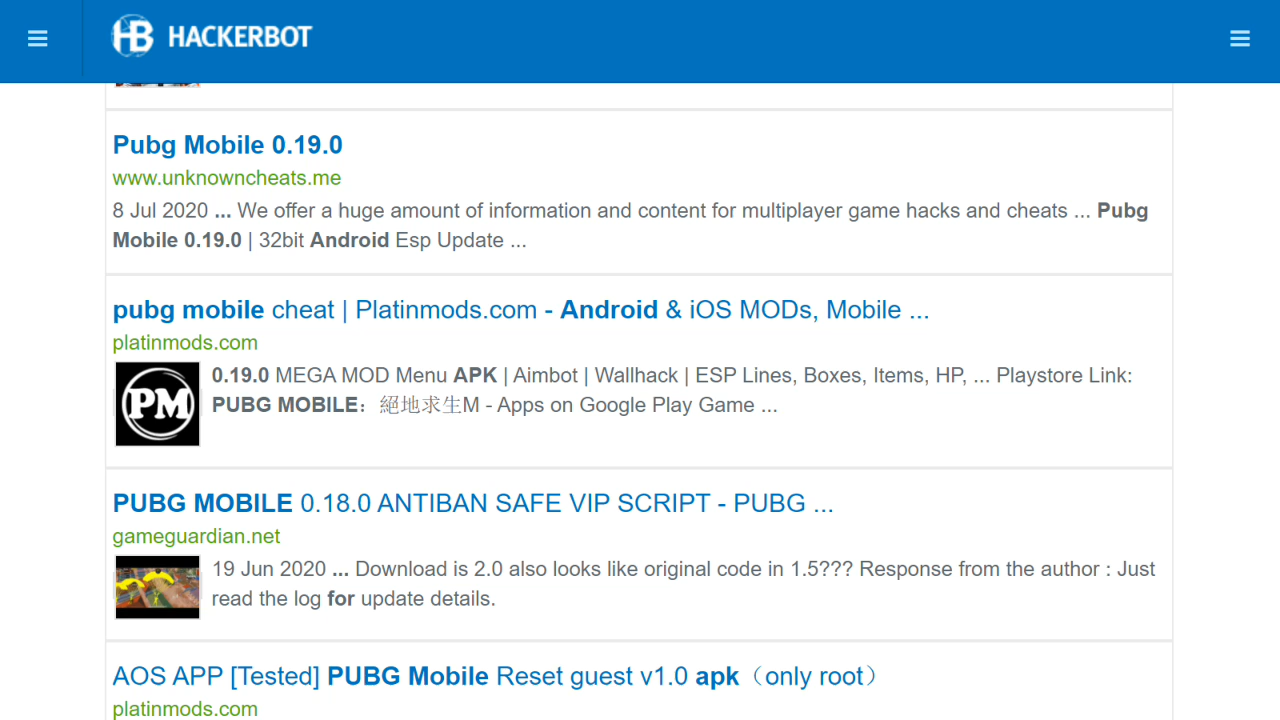 HB HACKERBOT
Pubg Mobile 0.19.0
www.unknowncheats.me
8 Jul 2020 ... We offer a huge amount of information and content for multiplayer game hacks and cheats ... Pubg
Mobile 0.19.0 | 32bit Android Esp Update ...
pubg mobile cheat | Platinmods.com - Android & iOS MODs, Mobile ...
platinmods.com
PM
0.19.0 MEGA MOD Menu APK | Aimbot | Wallhack | ESP Lines, Boxes, Items, HP, ... Playstore Link:
PUBG MOBILE：絕地求生M - Apps on Google Play Game ...
PUBG MOBILE 0.18.0 ANTIBAN SAFE VIP SCRIPT - PUBG ...
gameguardian.net
19 Jun 2020 ... Download is 2.0 also looks like original code in 1.5??? Response from the author : Just
read the log for update details.
AOS APP [Tested] PUBG Mobile Reset guest v1.0 apk（only root）
platinmods.com